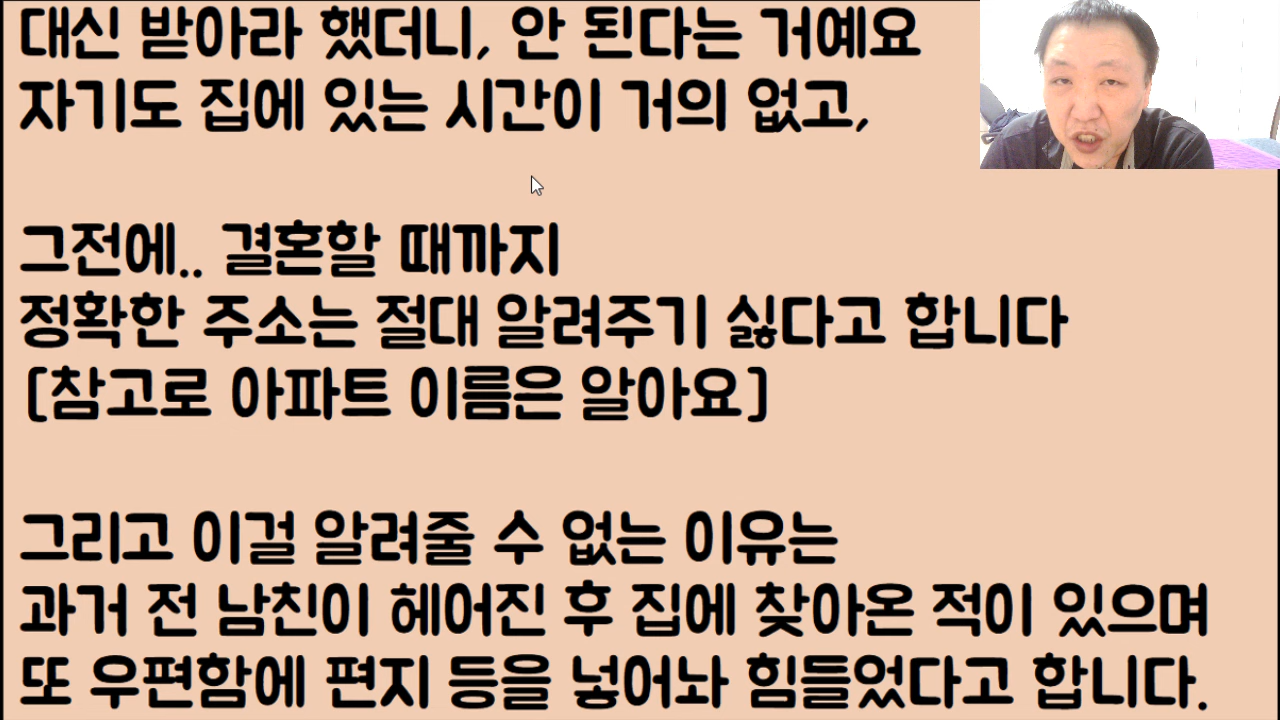 대신 받아라 했더니, 안 된다는 거예요
자기도 집에 있는 시간이 거의 없고,
그전에.. 결혼할 때까지
정확한 주소는 절대 알려주기 싫다고 합니다
[참고로 아파트 이름은 알아요]
그리고 이걸 알려줄 수 없는 이유는
과거 전 남친이 헤어진 후 집에 찾아온 적이 있으며
또 우편함에 편지 등을 넣어놔 힘들었다고 합니다.